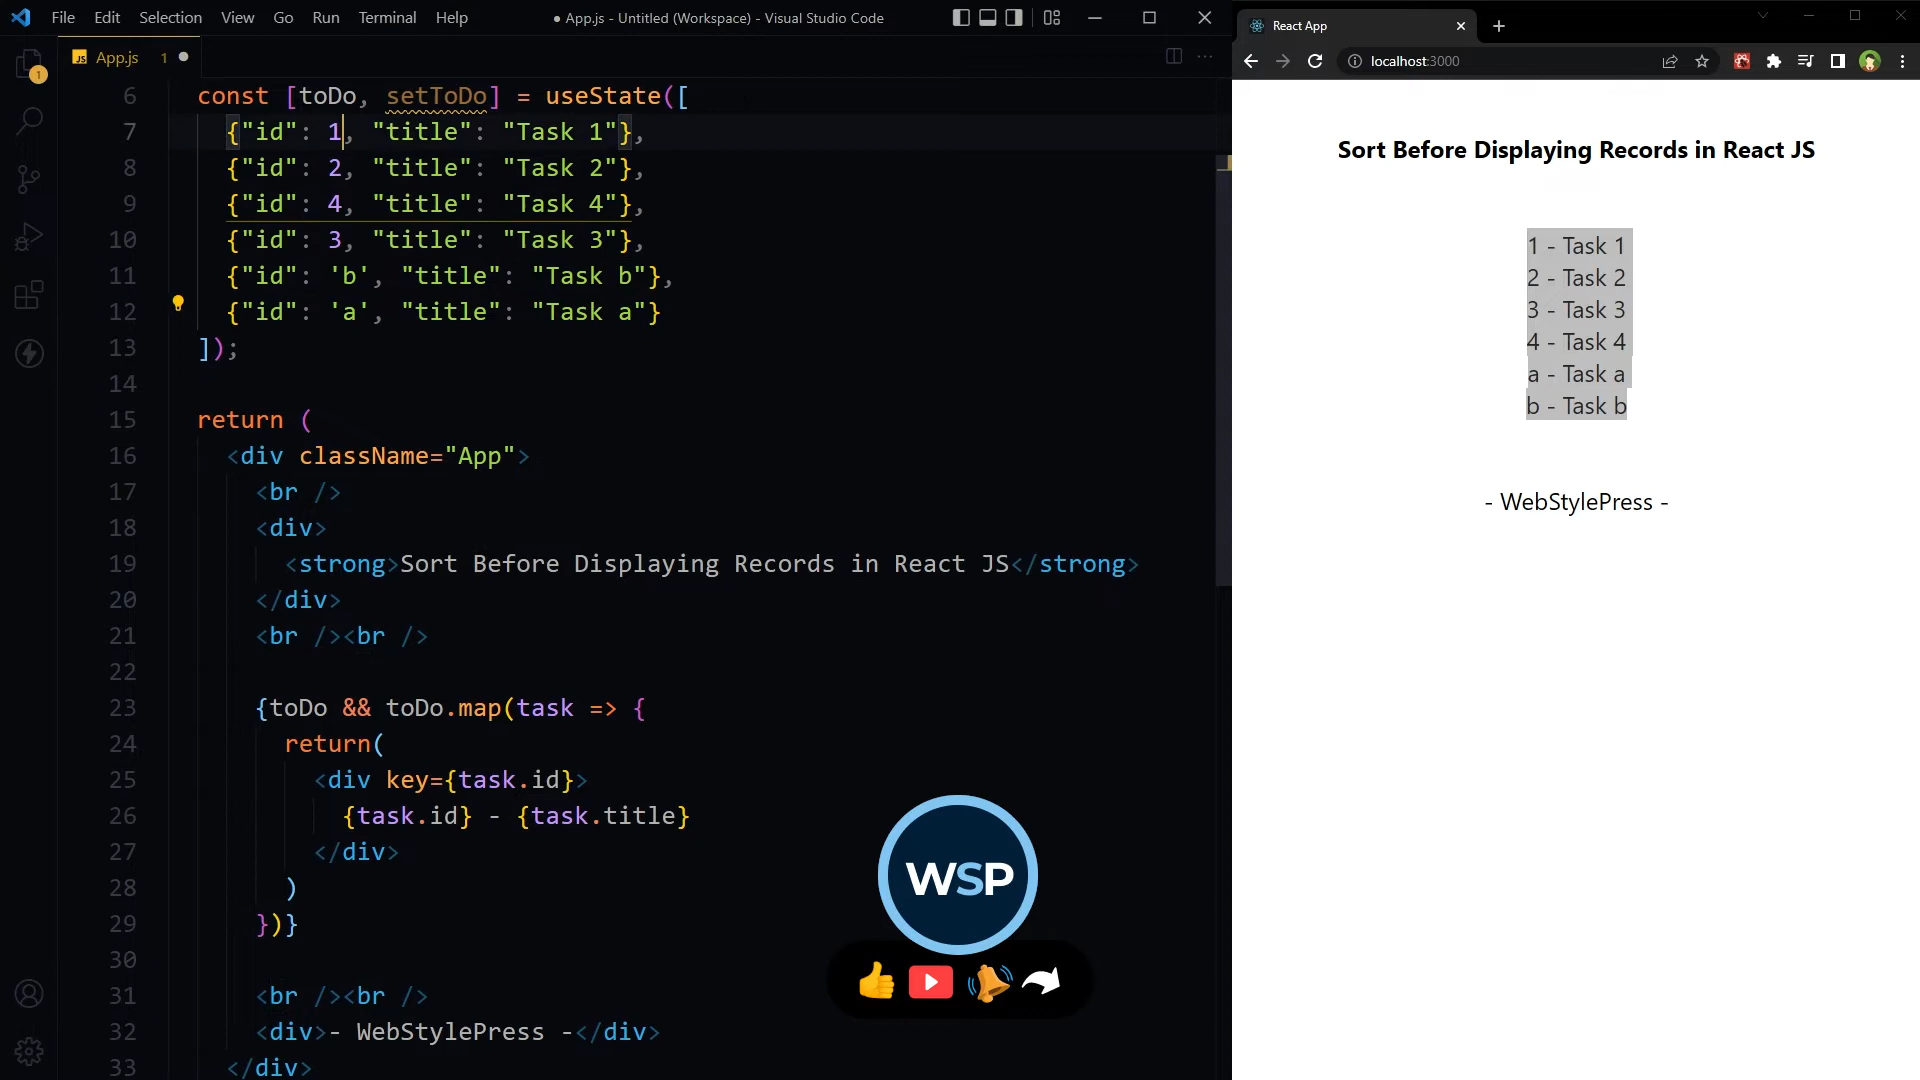 File Edit Selection View Go Run Terminal Help
● App.js - Untitled (Workspace) - Visual Studio Code
JS App.js 1 ●
1
6 const [toDo, setToDo] = useState([
7 {"id": 1, "title": "Task 1"},
8 {"id": 2, "title": "Task 2"},
9 {"id": 4, "title": "Task 4"},
10 {"id": 3, "title": "Task 3"},
11 {"id": 'b', "title": "Task b"},
12 {"id": 'a', "title": "Task a"}
13 ]);
14
15 return (
16 <div className="App">
17 <br />
18 <div>
19 <strong>Sort Before Displaying Records in React JS</strong>
20 </div>
21 <br /><br />
22
23 {toDo && toDo.map(task => {
24 return(
25 <div key={task.id}>
26 {task.id} - {task.title}
27 </div>
28 )
29 })}
30
31 <br /><br />
32 <div>- WebStylePress -</div>
33 </div>
WSP
React App
localhost:3000
Sort Before Displaying Records in React JS
1 - Task 1
2 - Task 2
3 - Task 3
4 - Task 4
a - Task a
b - Task b
- WebStylePress -